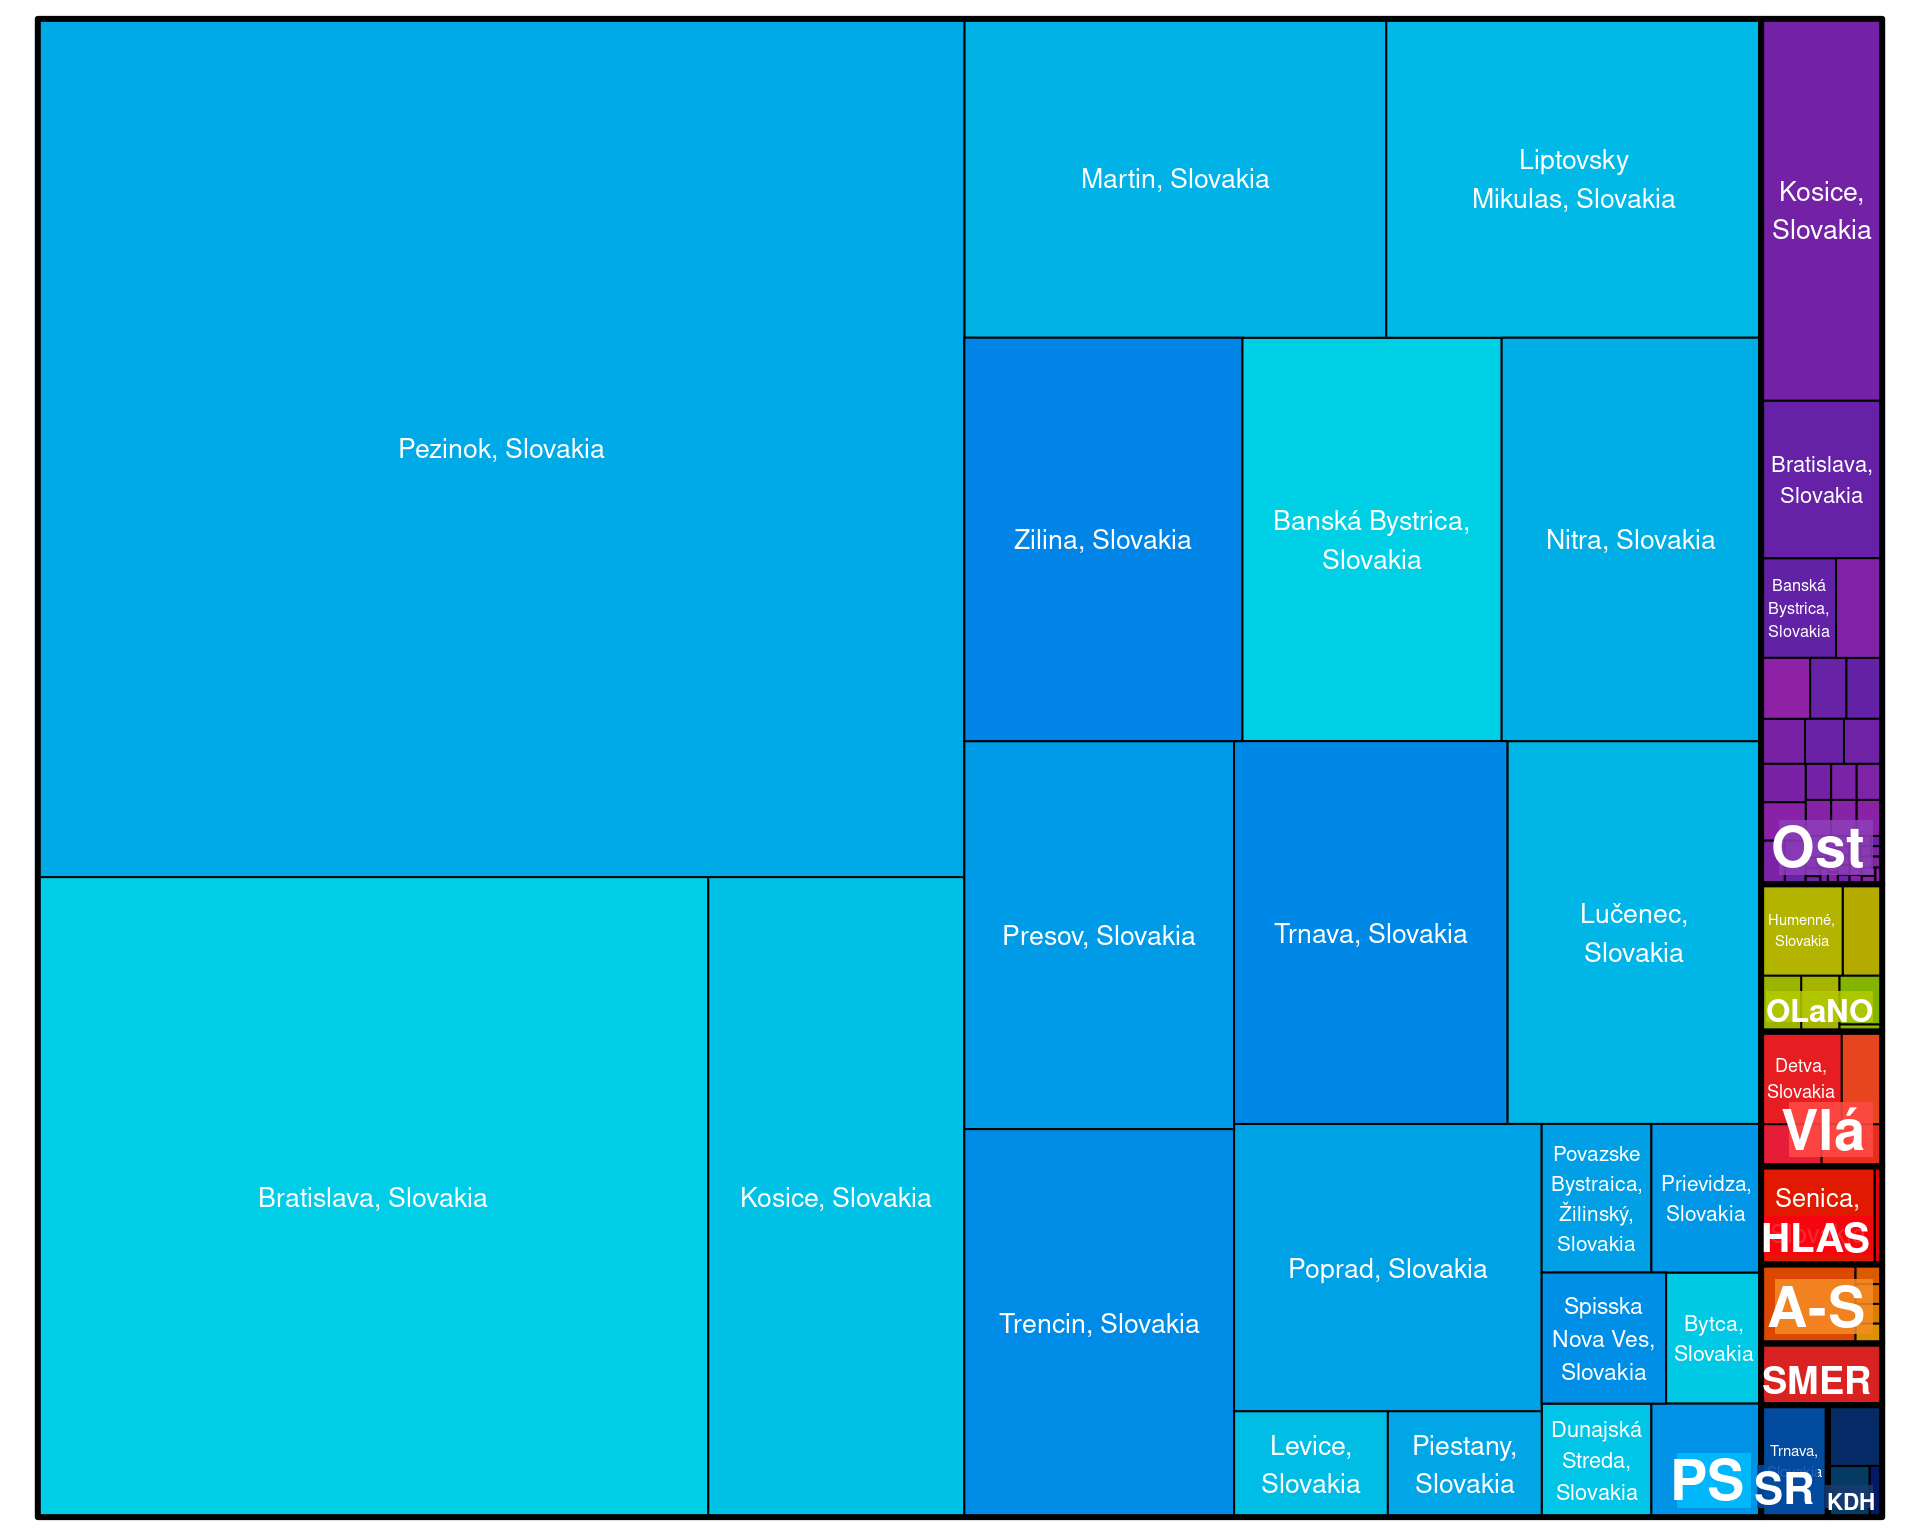 Pezinok, Slovakia
Bratislava, Slovakia
Kosice, Slovakia
Martin, Slovakia
Liptovsky
Mikulas, Slovakia
Zilina, Slovakia
Banská Bystrica,
Slovakia
Nitra, Slovakia
Presov, Slovakia
Trnava, Slovakia
Lučenec,
Slovakia
Trencin, Slovakia
Poprad, Slovakia
Povazske
Bystraica,
Žilinský,
Slovakia
Prievidza,
Slovakia
Spisska
Nova Ves,
Slovakia
Bytca,
Slovakia
Levice,
Slovakia
Piestany,
Slovakia
Dunajská
Streda,
Slovakia
PS
Kosice,
Slovakia
Bratislava,
Slovakia
Banská
Bystrica,
Slovakia
Ost
Humenné,
Slovakia
OLaNO
Detva,
Slovakia
Vlá
Senica,
HLAS
A-S
SMER
Trnava,
SR
KDH